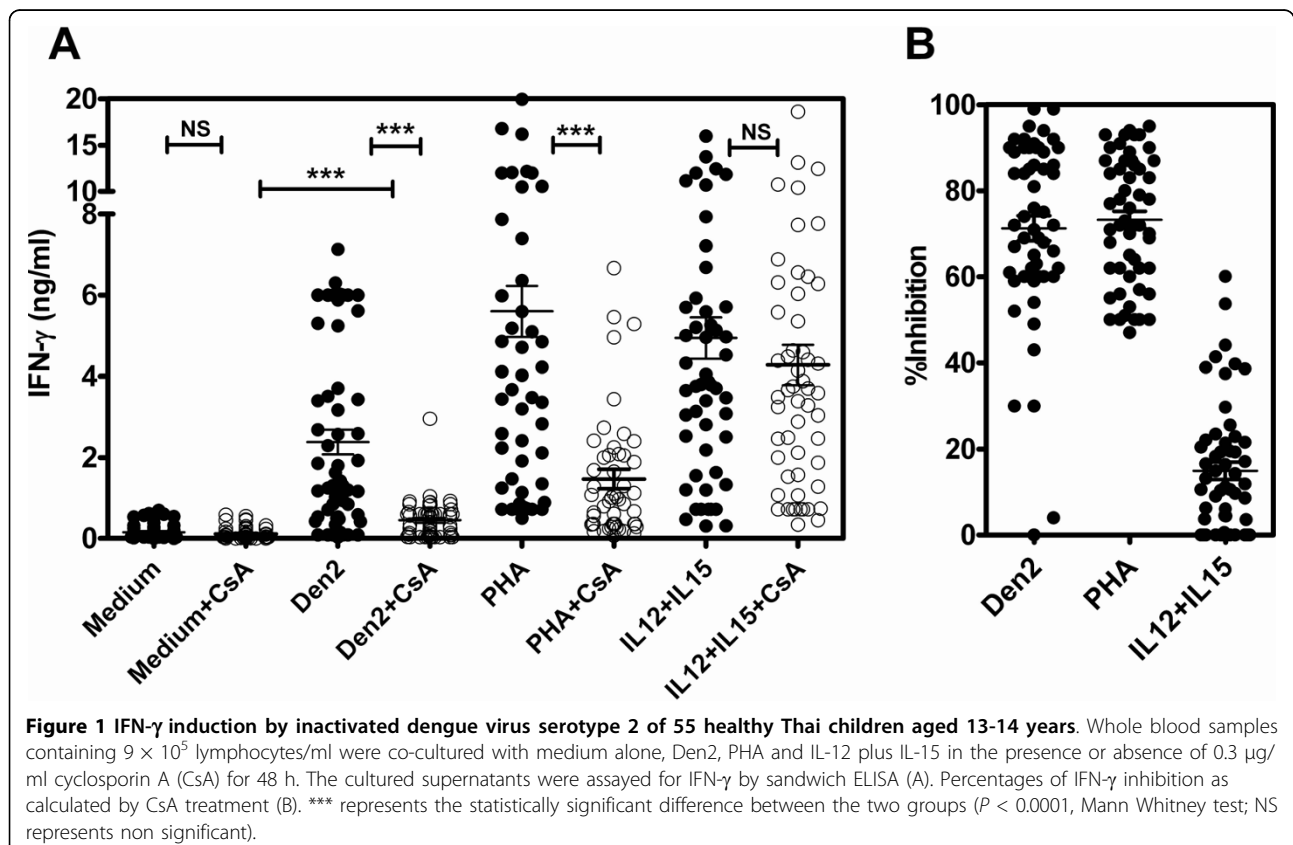 A
B
IFN-γ (ng/ml)
20
15
10
8
6
4
2
0
NS
***
***
***
NS
Medium
Medium+CsA
Den2
Den2+CsA
PHA
PHA+CsA
IL12+IL15
IL12+IL15+CsA
%Inhibition
100
80
60
40
20
0
Den2
PHA
IL12+IL15
Figure 1 IFN-γ induction by inactivated dengue virus serotype 2 of 55 healthy Thai children aged 13-14 years. Whole blood samples
containing 9 × 10⁵ lymphocytes/ml were co-cultured with medium alone, Den2, PHA and IL-12 plus IL-15 in the presence or absence of 0.3 μg/
ml cyclosporin A (CsA) for 48 h. The cultured supernatants were assayed for IFN-γ by sandwich ELISA (A). Percentages of IFN-γ inhibition as
calculated by CsA treatment (B). *** represents the statistically significant difference between the two groups (P < 0.0001, Mann Whitney test; NS
represents non significant).